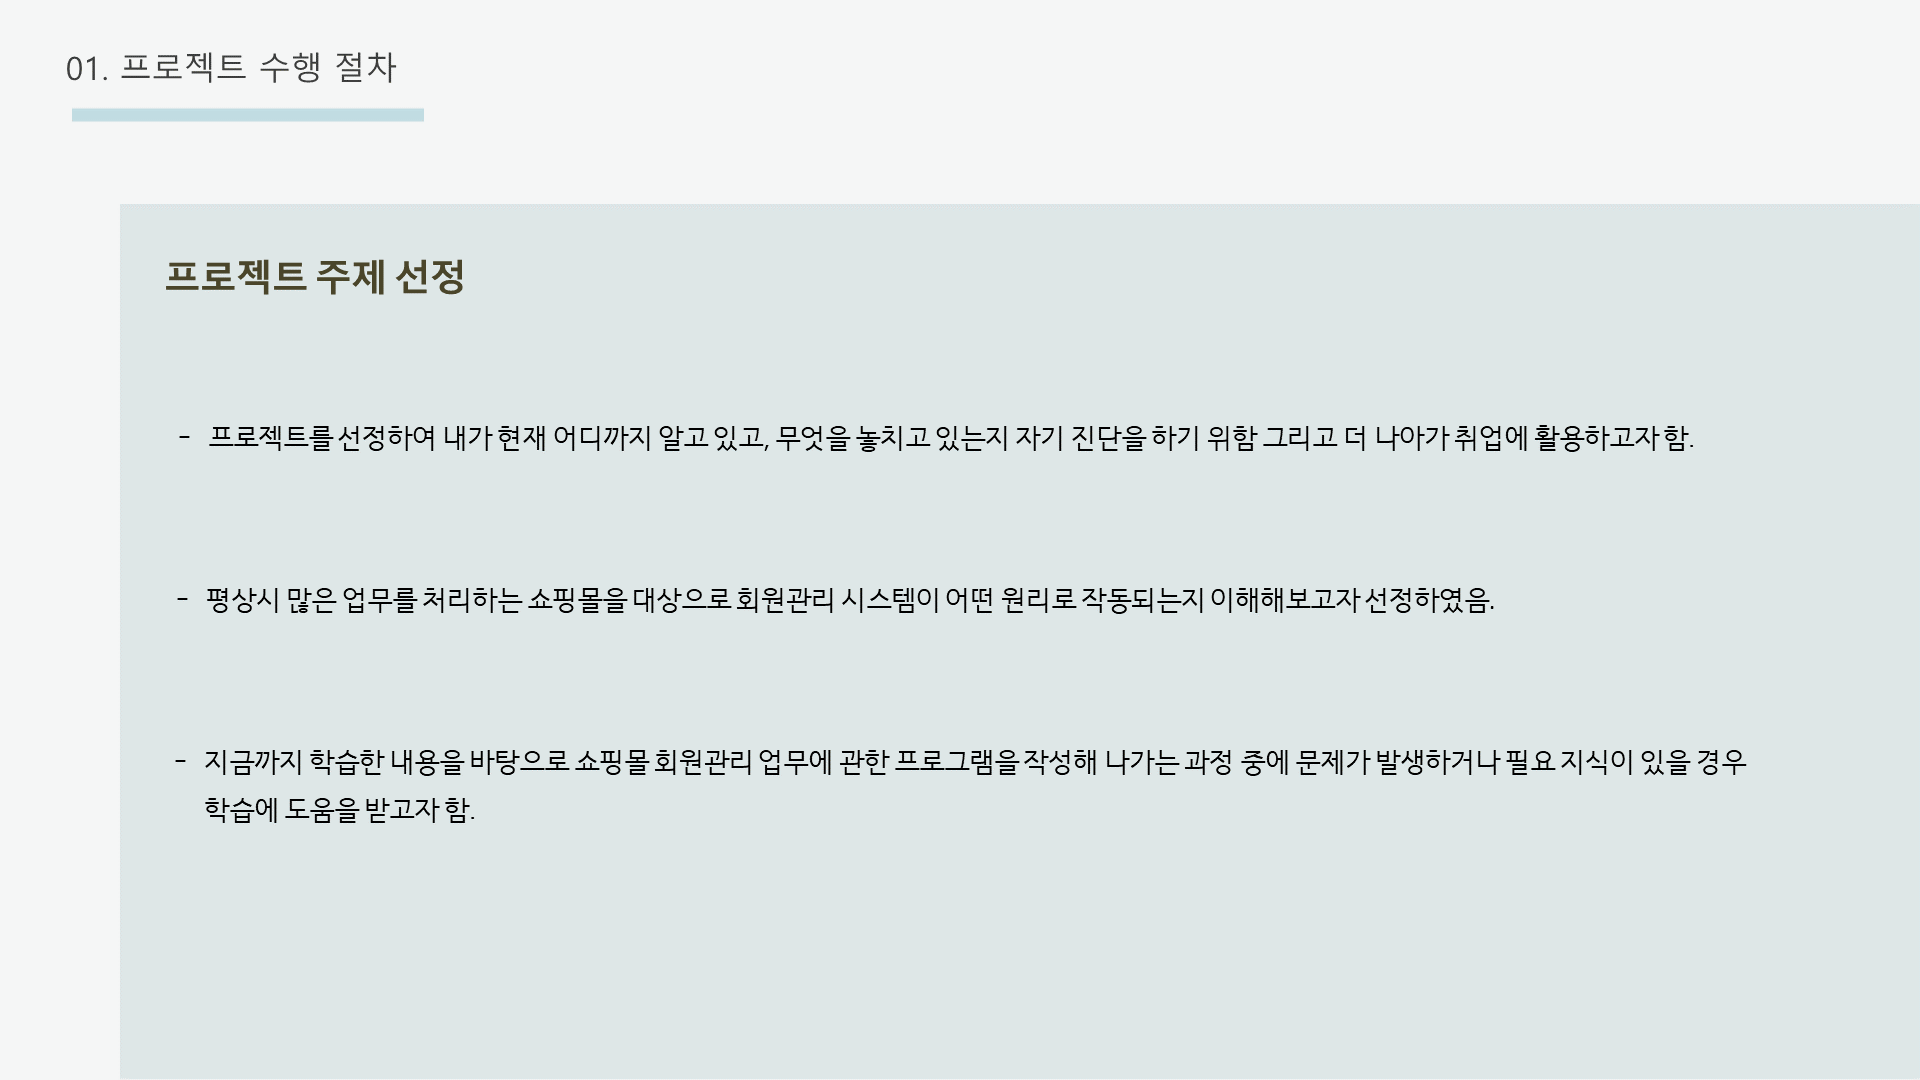 01. 프로젝트 수행 절차
프로젝트 주제 선정
- 프로젝트를 선정하여 내가 현재 어디까지 알고 있고, 무엇을 놓치고 있는지 자기 진단을 하기 위함 그리고 더 나아가 취업에 활용하고자 함.
- 평상시 많은 업무를 처리하는 쇼핑몰을 대상으로 회원관리 시스템이 어떤 원리로 작동되는지 이해해보고자 선정하였음.
- 지금까지 학습한 내용을 바탕으로 쇼핑몰 회원관리 업무에 관한 프로그램을 작성해 나가는 과정 중에 문제가 발생하거나 필요 지식이 있을 경우
학습에 도움을 받고자 함.